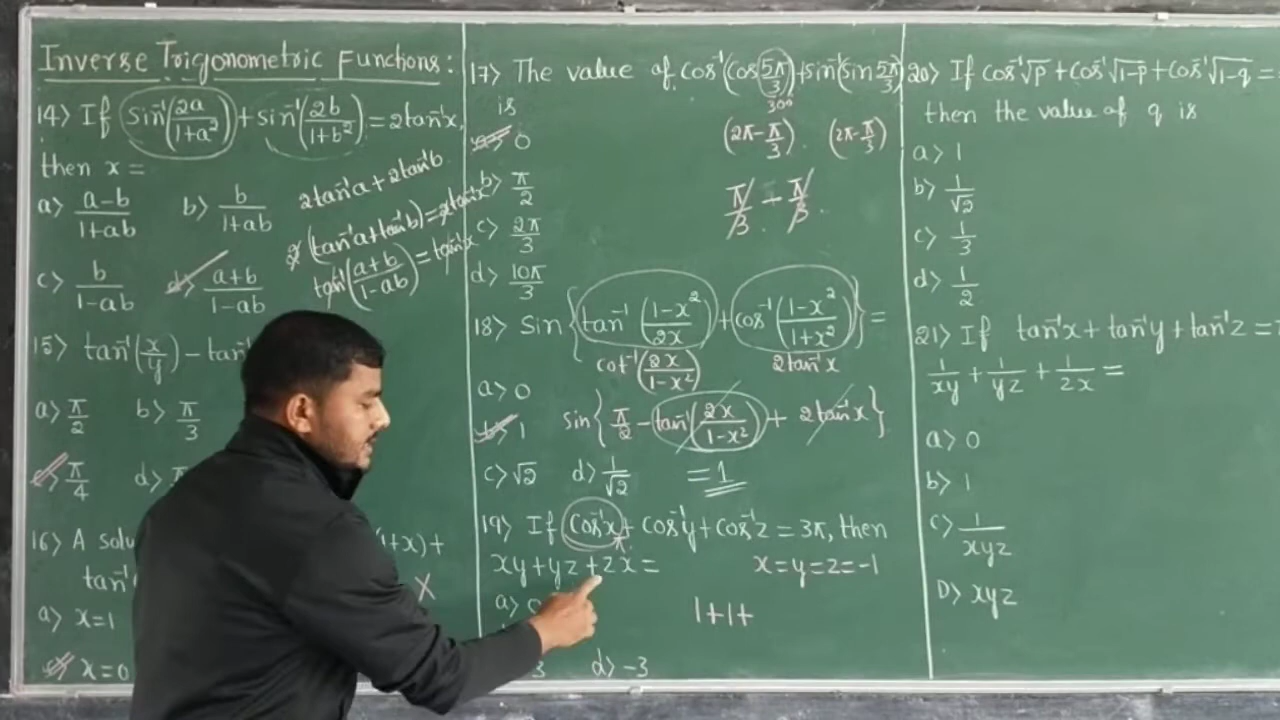 Inverse Trigonometric Functions:
14> If sin⁻¹(2a/1+a²) + sin⁻¹(2b/1+b²) = 2tan⁻¹x,
then x =
2tan⁻¹a + 2tan⁻¹b
2(tan⁻¹a + tan⁻¹b) = 2tan⁻¹x
tan⁻¹(a+b/1-ab) = tan⁻¹x
a> a-b/1+ab b> b/1+ab
c> b/1-ab d> a+b/1-ab
15> tan⁻¹(x/y) - tan⁻¹
a> π/2 b> π/3
c> π/4 d>
16> A solu (1+x)+
tan⁻¹ X
a> x=1
x=0
17> The value of cos⁻¹(cos 5π/3) + sin⁻¹(sin 5π/3)
is
300
(2π - π/3) (2π - π/3)
π/3 - π/3
a> 0
b> π/2
c> 2π/3
d> 10π/3
18> Sin{tan⁻¹(1-x²/2x) + cos⁻¹(1-x²/1+x²)} =
cot⁻¹(2x/1-x²) 2tan⁻¹x
a> 0
sin{π/2 - tan⁻¹(2x/1-x²) + 2tan⁻¹x}
b> 1
c> √2 d> 1/√2 = 1
19> If cos⁻¹x + cos⁻¹y + cos⁻¹z = 3π, then
π
xy + yz + zx = x=y=z=-1
a> 1+1+
3 d> -3
20> If cos⁻¹√p + cos⁻¹√1-p + cos⁻¹√1-q =
then the value of q is
a> 1
b> 1/√2
c> 1/3
d> 1/2
21> If tan⁻¹x + tan⁻¹y + tan⁻¹z =
1/xy + 1/yz + 1/zx =
a> 0
b> 1
c> 1/xyz
D> xyz